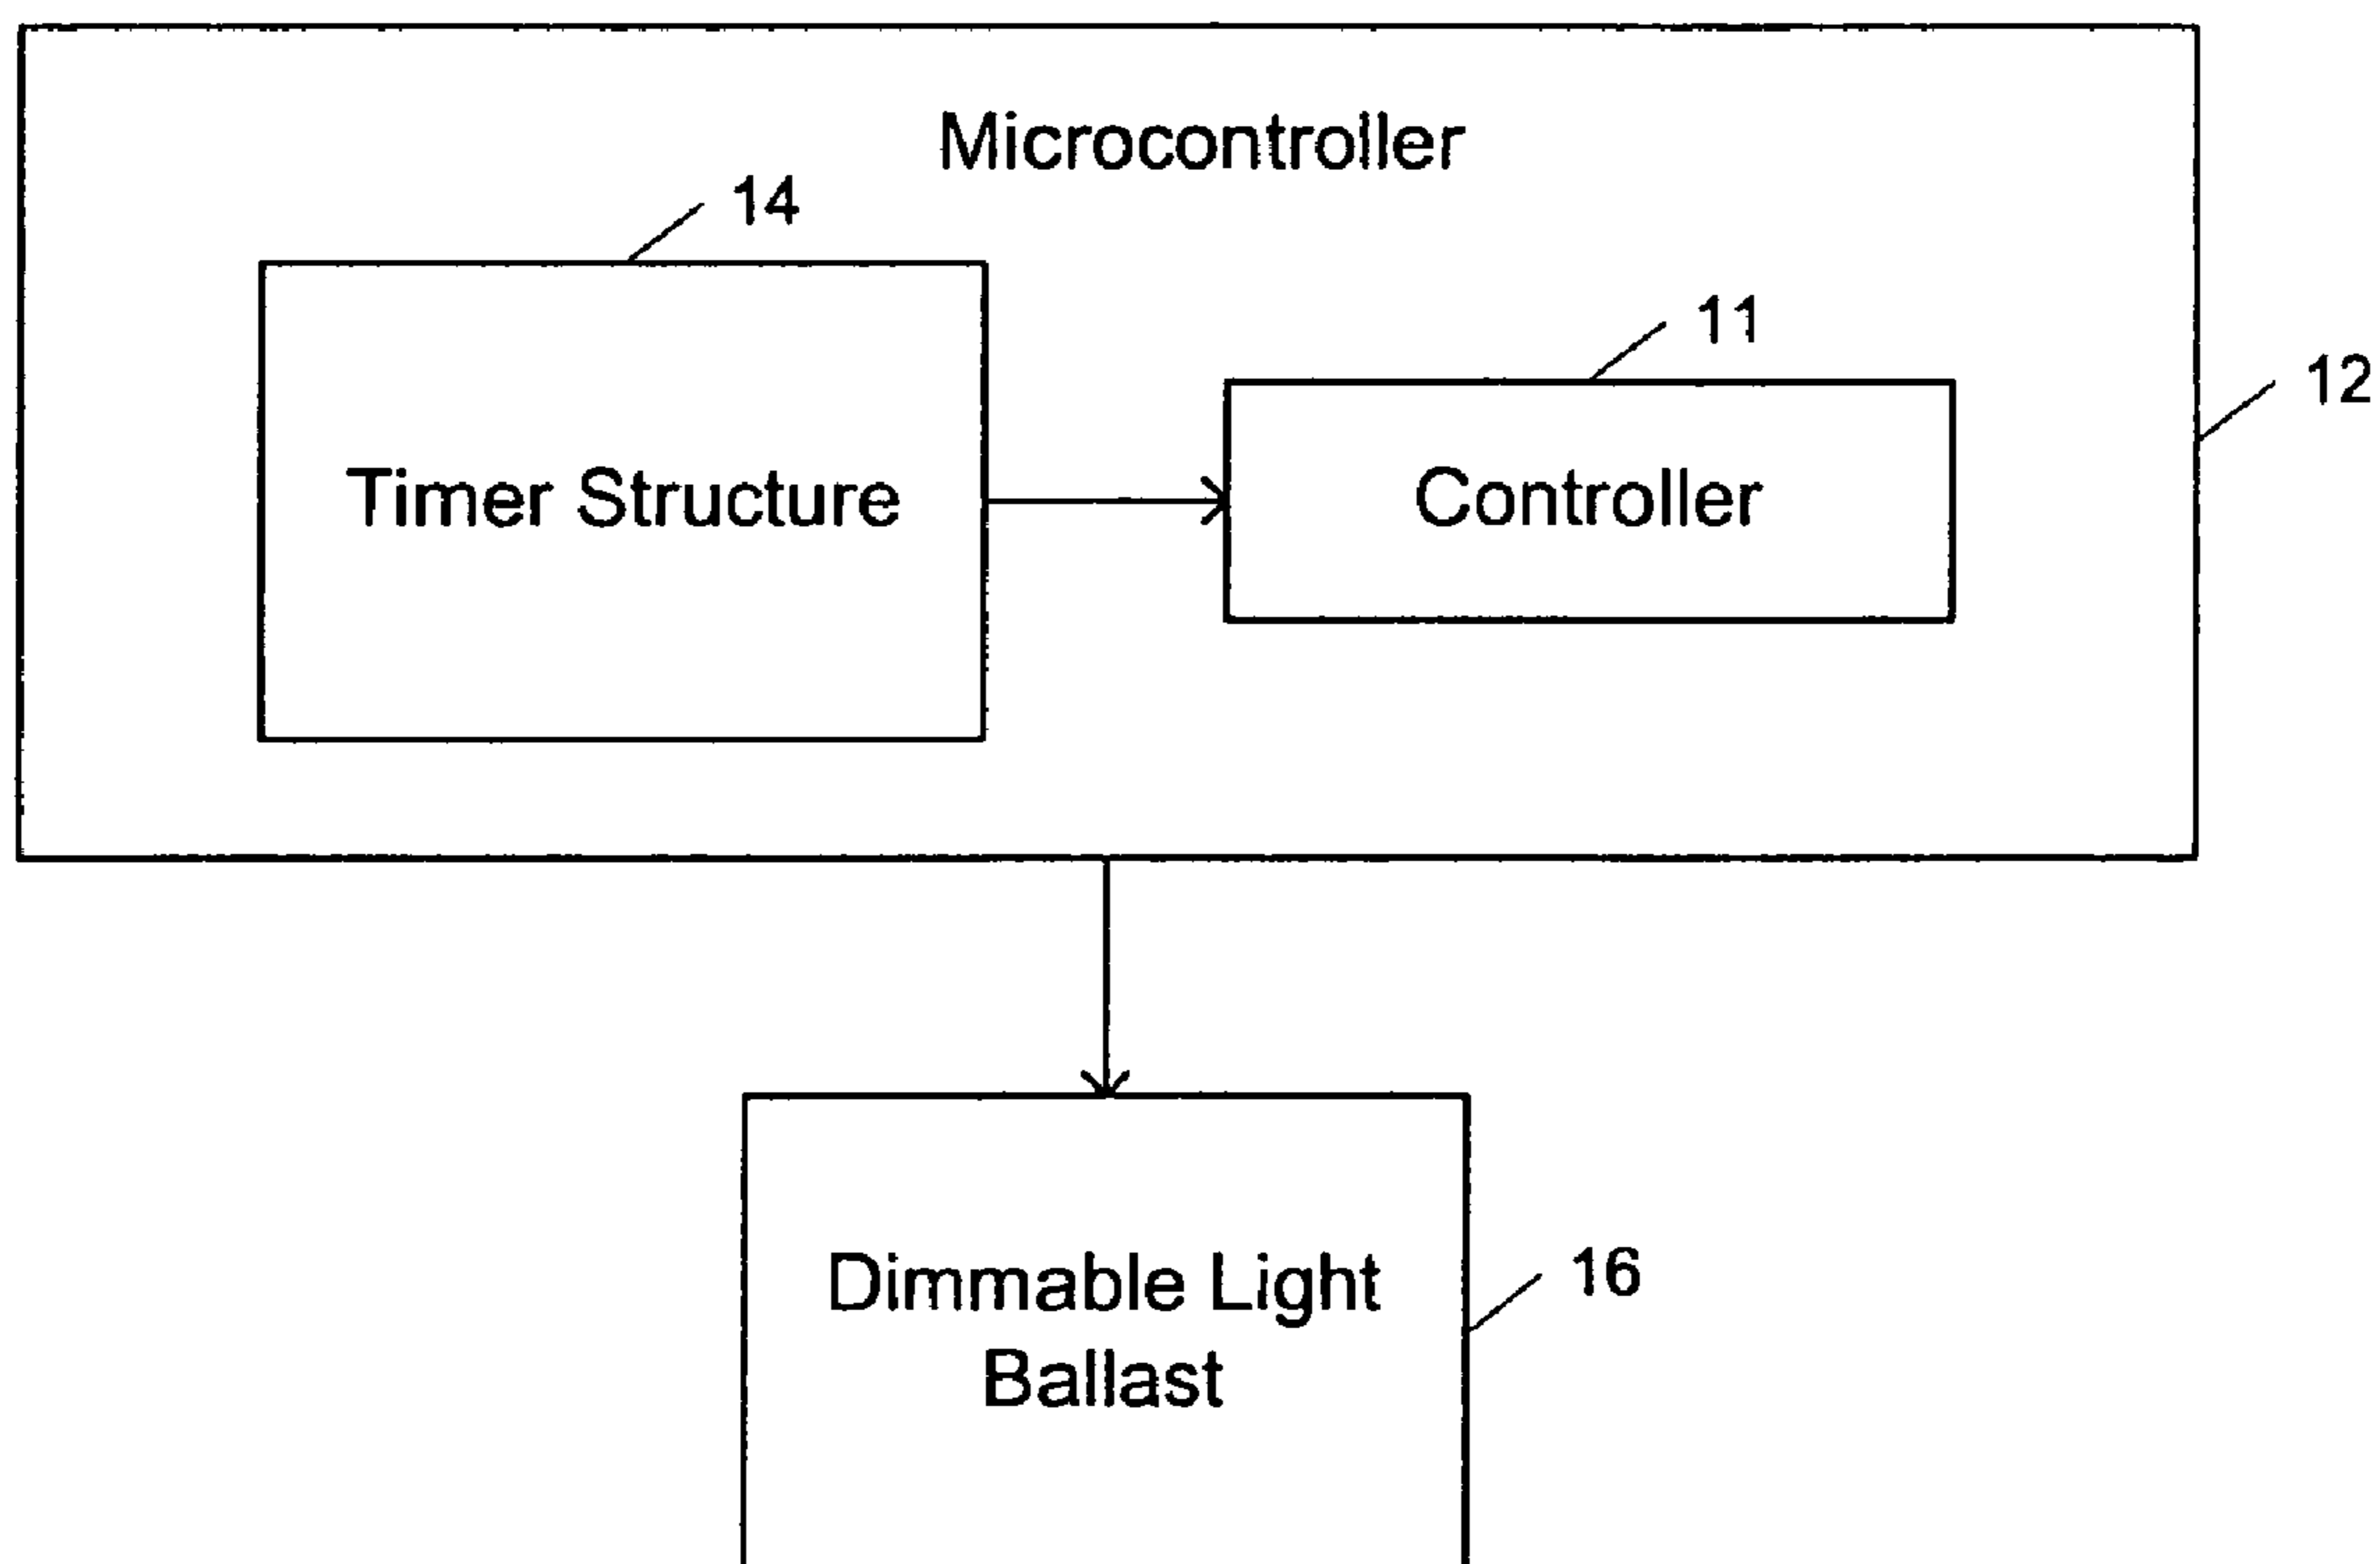 Microcontroller
14
11
12
Timer Structure
Controller
Dimmable Light
Ballast
16